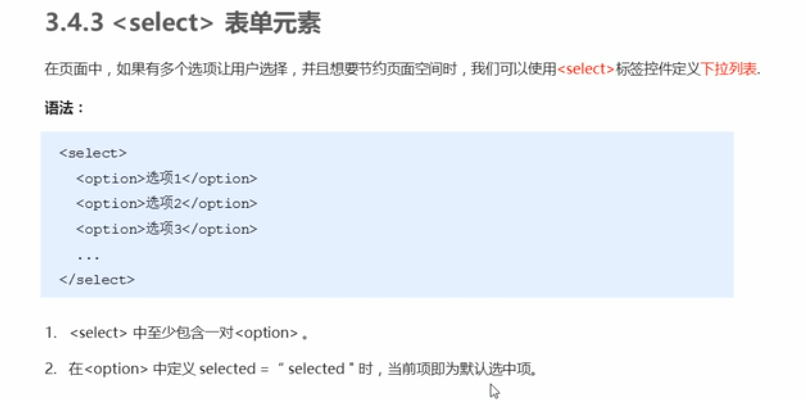 3.4.3 <select> 表单元素
在页面中，如果有多个选项让用户选择，并且想要节约页面空间时，我们可以使用<select>标签控件定义下拉列表.
语法：
<select>
<option>选项1</option>
<option>选项2</option>
<option>选项3</option>
...
</select>
1. <select> 中至少包含一对<option> 。
2. 在<option> 中定义 selected = “ selected " 时，当前项即为默认选中项。